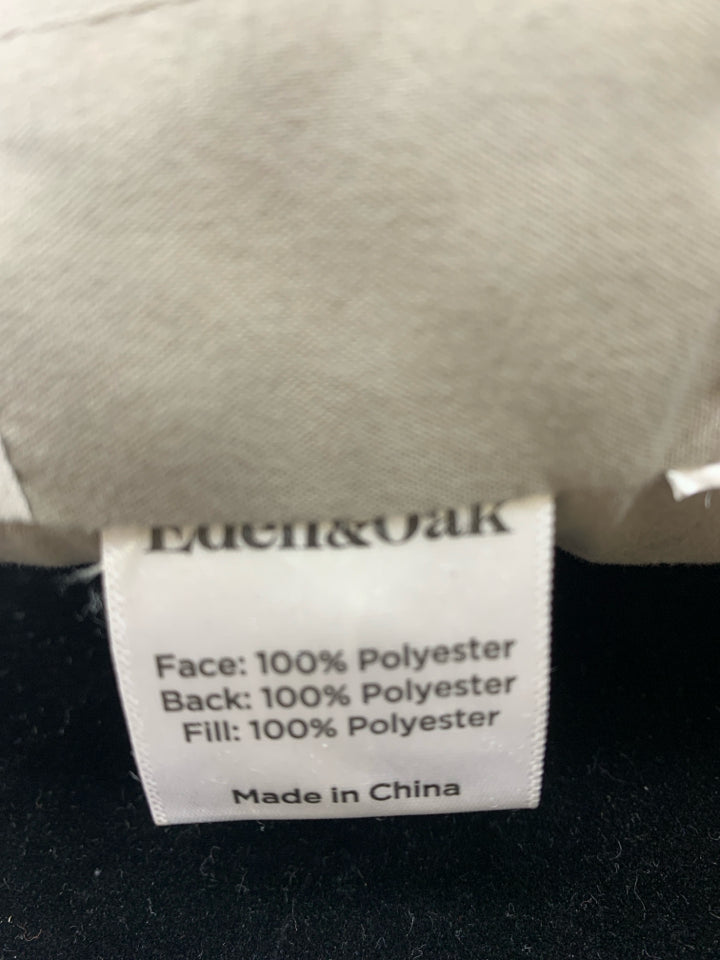 Eden&Oak
Face: 100% Polyester
Back: 100% Polyester
Fill: 100% Polyester
Made in China